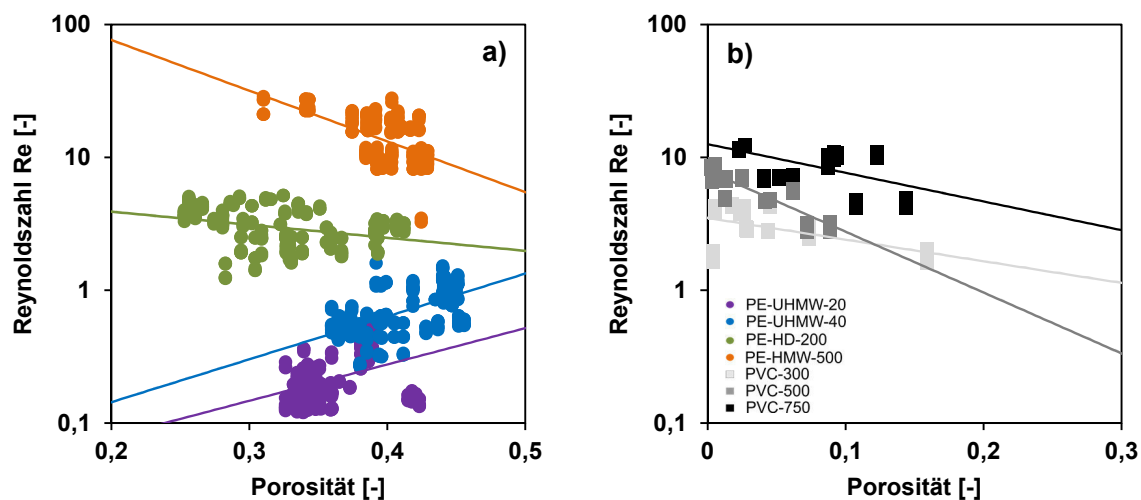 100
10
1
0,1
Reynoldszahl Re [-]
a)
0,2
0,3
0,4
0,5
Porosität [-]
100
10
1
0,1
Reynoldszahl Re [-]
b)
PE-UHMW-20
PE-UHMW-40
PE-HD-200
PE-HMW-500
PVC-300
PVC-500
PVC-750
0
0,1
0,2
0,3
Porosität [-]